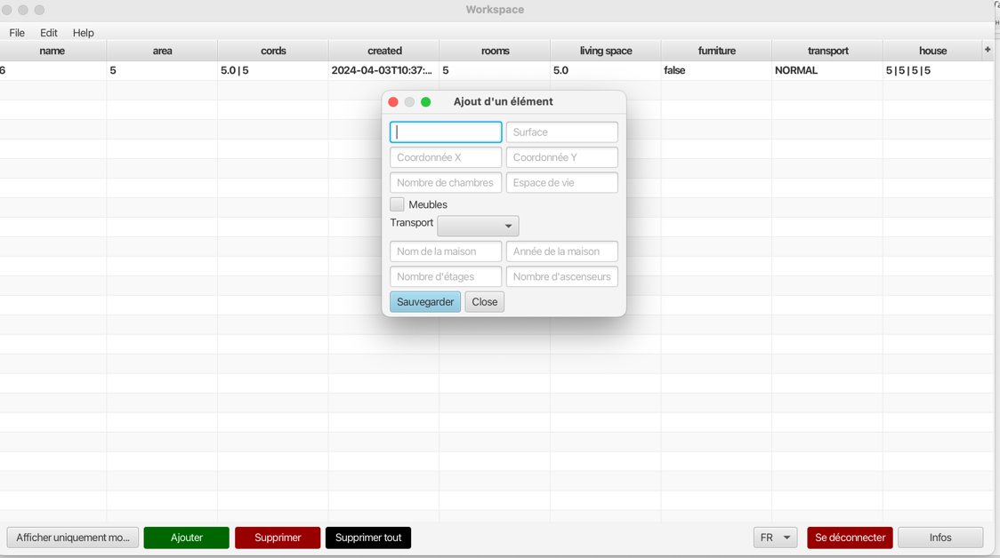 Workspace
File Edit Help
name area cords created rooms living space furniture transport house +
6 5 5.0 | 5 2024-04-03T10:37:... 5 5.0 false NORMAL 5 | 5 | 5 | 5
Ajout d'un élément
Surface
Coordonnée X Coordonnée Y
Nombre de chambres Espace de vie
Meubles
Transport
Nom de la maison Année de la maison
Nombre d'étages Nombre d'ascenseurs
Sauvegarder Close
Afficher uniquement mo... Ajouter Supprimer Supprimer tout FR Se déconnecter Infos